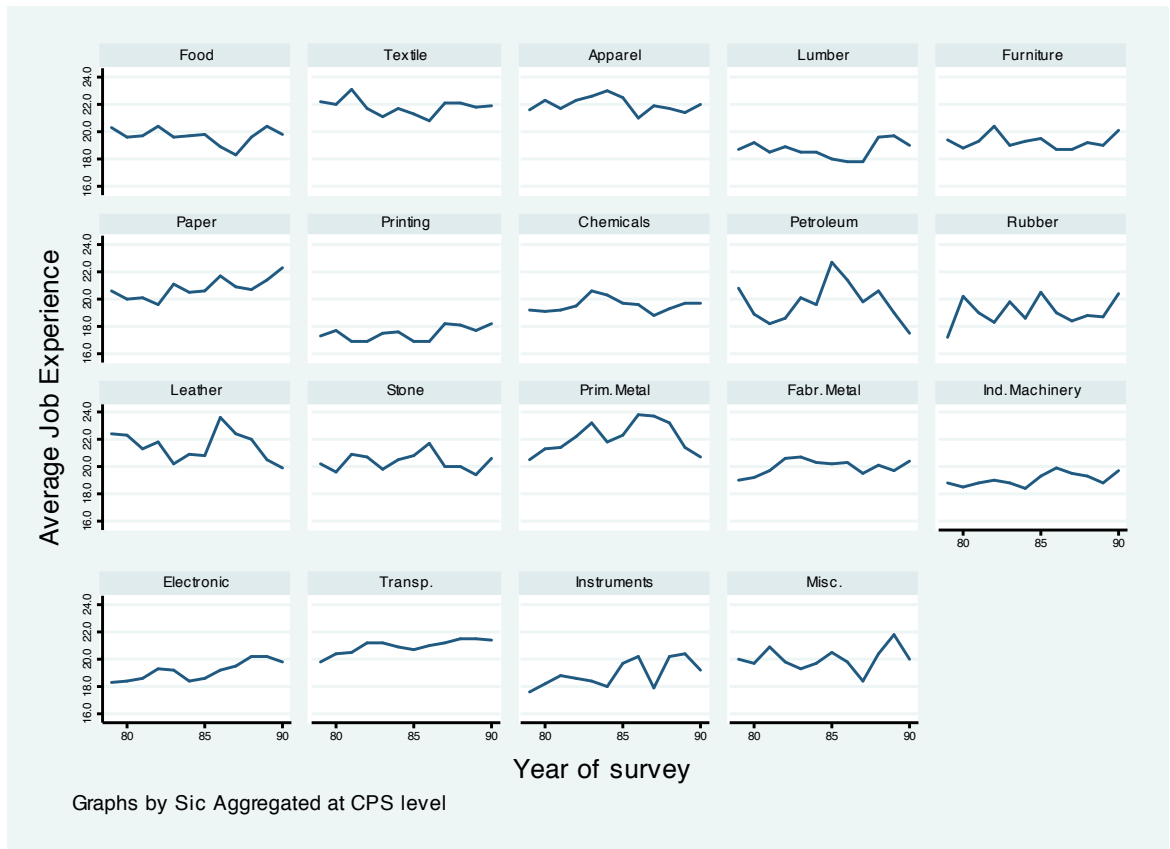 Food Textile Apparel Lumber Furniture
24.0
22.0
20.0
18.0
16.0
Paper Printing Chemicals Petroleum Rubber
24.0
22.0
20.0
18.0
16.0
Average Job Experience
Leather Stone Prim.Metal Fabr.Metal Ind.Machinery
24.0
22.0
20.0
18.0
16.0
80 85 90
Electronic Transp. Instruments Misc.
24.0
22.0
20.0
18.0
16.0
80 85 90 80 85 90 80 85 90 80 85 90
Year of survey
Graphs by Sic Aggregated at CPS level